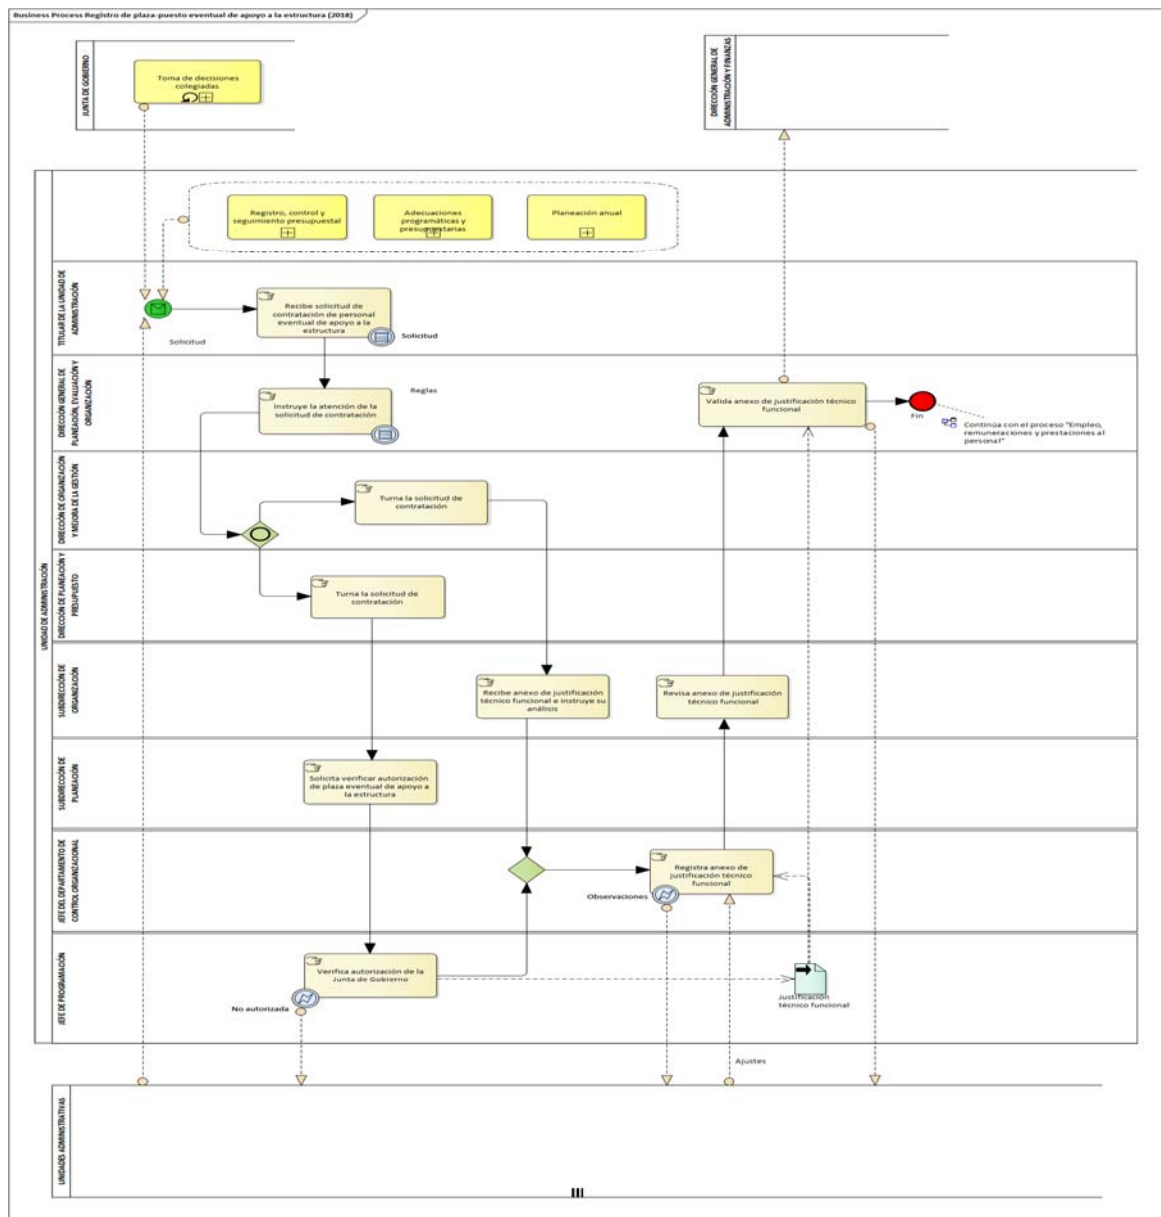 Business Process Registro de plaza-puesto eventual de apoyo a la estructura (2018)
JUNTA DE GOBIERNO
Toma de decisiones
colegiadas
DIRECCIÓN GENERAL DE
ADMINISTRACIÓN Y FINANZAS
UNIDAD DE ADMINISTRACIÓN
Registro, control y
seguimiento presupuestal
Adecuaciones
programáticas y
presupuestarias
Planeación anual
TITULAR DE LA UNIDAD DE
ADMINISTRACIÓN
Recibe solicitud de
contratación de personal
eventual de apoyo a la
estructura
Solicitud
Solicitud
DIRECCIÓN GENERAL DE
PLANEACIÓN, EVALUACIÓN Y
ORGANIZACIÓN
Instruye la atención de la
solicitud de contratación
Reglas
Valida anexo de justificación técnico
funcional
Fin
Continúa con el proceso "Empleo,
remuneraciones y prestaciones al
personal"
DIRECCIÓN DE ORGANIZACIÓN
Y MEJORA DE LA GESTIÓN
Turna la solicitud de
contratación
DIRECCIÓN DE PLANEACIÓN Y
PRESUPUESTO
Turna la solicitud de
contratación
SUBDIRECCIÓN DE
ORGANIZACIÓN
Recibe anexo de justificación
técnico funcional e instruye su
análisis
Revisa anexo de justificación
técnico funcional
SUBDIRECCIÓN DE
PLANEACIÓN
Solicita verificar autorización
de plaza eventual de apoyo a
la estructura
JEFE DEL DEPARTAMENTO DE
CONTROL ORGANIZACIONAL
Registra anexo de
justificación técnico
funcional
Observaciones
JEFE DE PROGRAMACIÓN
Verifica autorización de la
Junta de Gobierno
No autorizada
Justificación
técnico funcional
Ajustes
UNIDADES ADMINISTRATIVAS